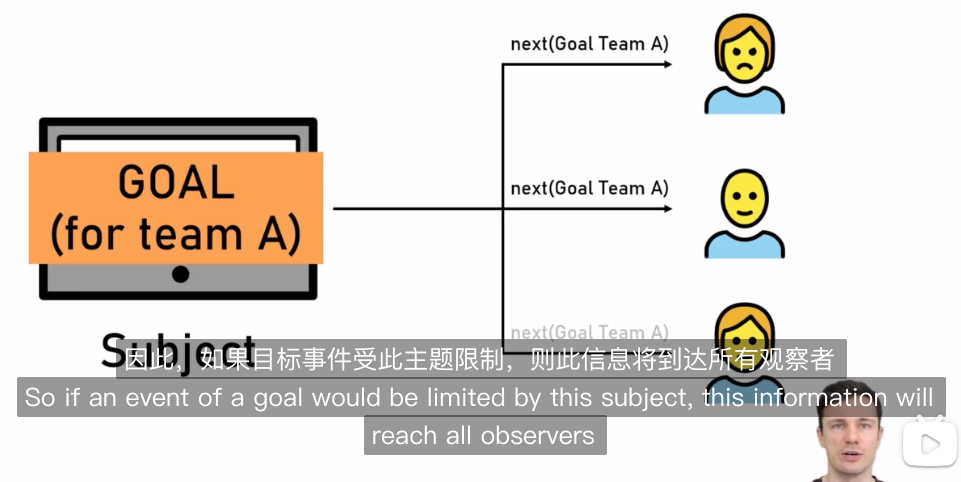 next(Goal Team A)
GOAL
(for team A)
next(Goal Team A)
next(Goal Team A)
Subject
因此，如果目标事件受此主题限制，则此信息将到达所有观察者
So if an event of a goal would be limited by this subject, this information will
reach all observers